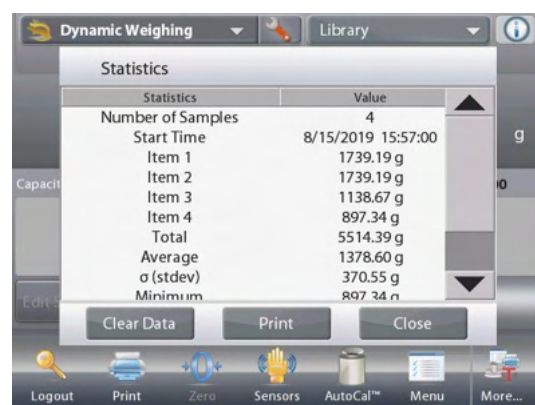 Dynamic Weighing Library
Statistics
Statistics Value
Number of Samples 4
Start Time 8/15/2019 15:57:00
Item 1 1739.19 g
Item 2 1739.19 g
Item 3 1138.67 g
Item 4 897.34 g
Total 5514.39 g
Average 1378.60 g
σ (stdev) 370.55 g
Minimum 897.34 g
g
Capacit
Edit
Clear Data Print Close
Logout Print Zero Sensors AutoCal™ Menu More...